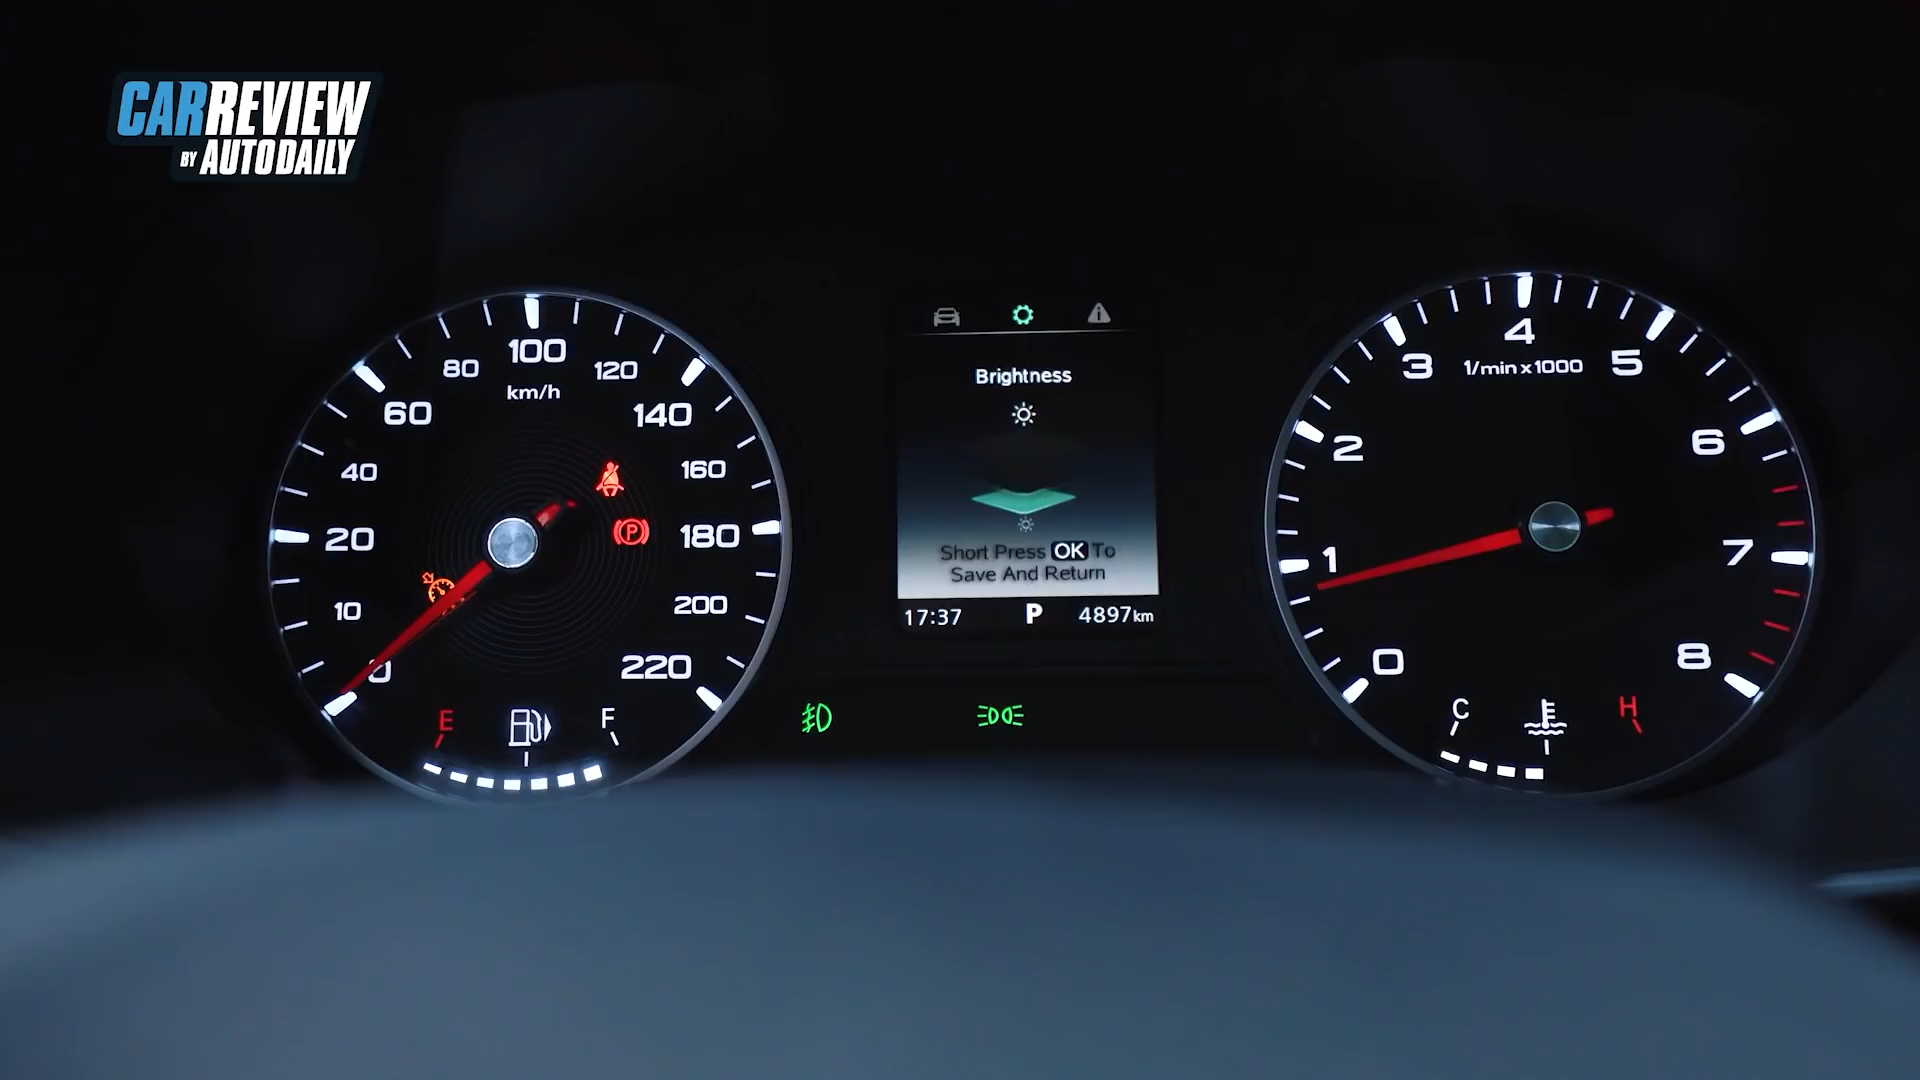 CARREVIEW
BY AUTODAILY
100
80
120
km/h
60
140
40
160
20
180
10
200
0
220
E
F
P
Brightness
Short Press OK To
Save And Return
17:37 P 4897km
4
3
1/min x 1000
5
2
6
1
7
0
8
C
H